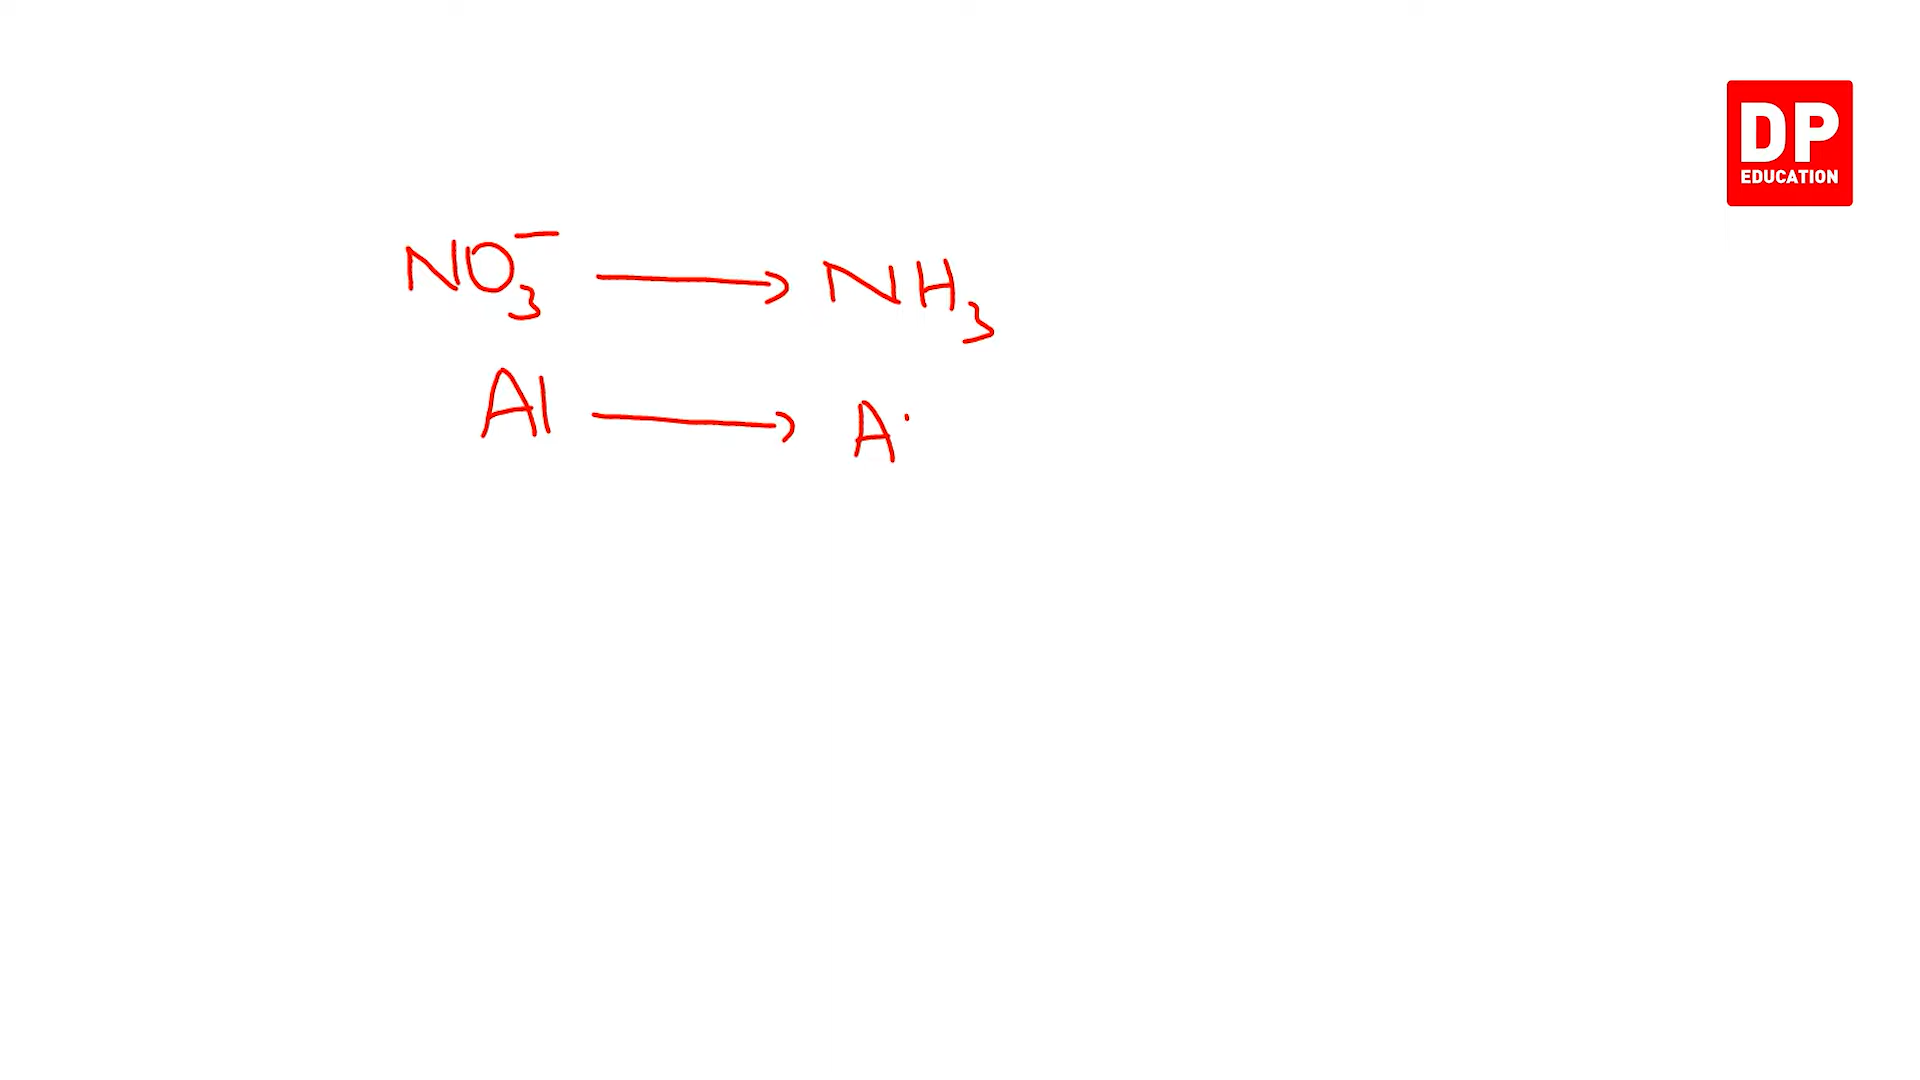 DP
EDUCATION
NO₃⁻ → NH₃
Al → A